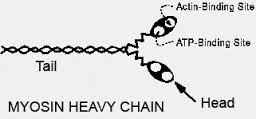 Actin-Binding Site
ATP-Binding Site
Tail
Head
MYOSIN HEAVY CHAIN